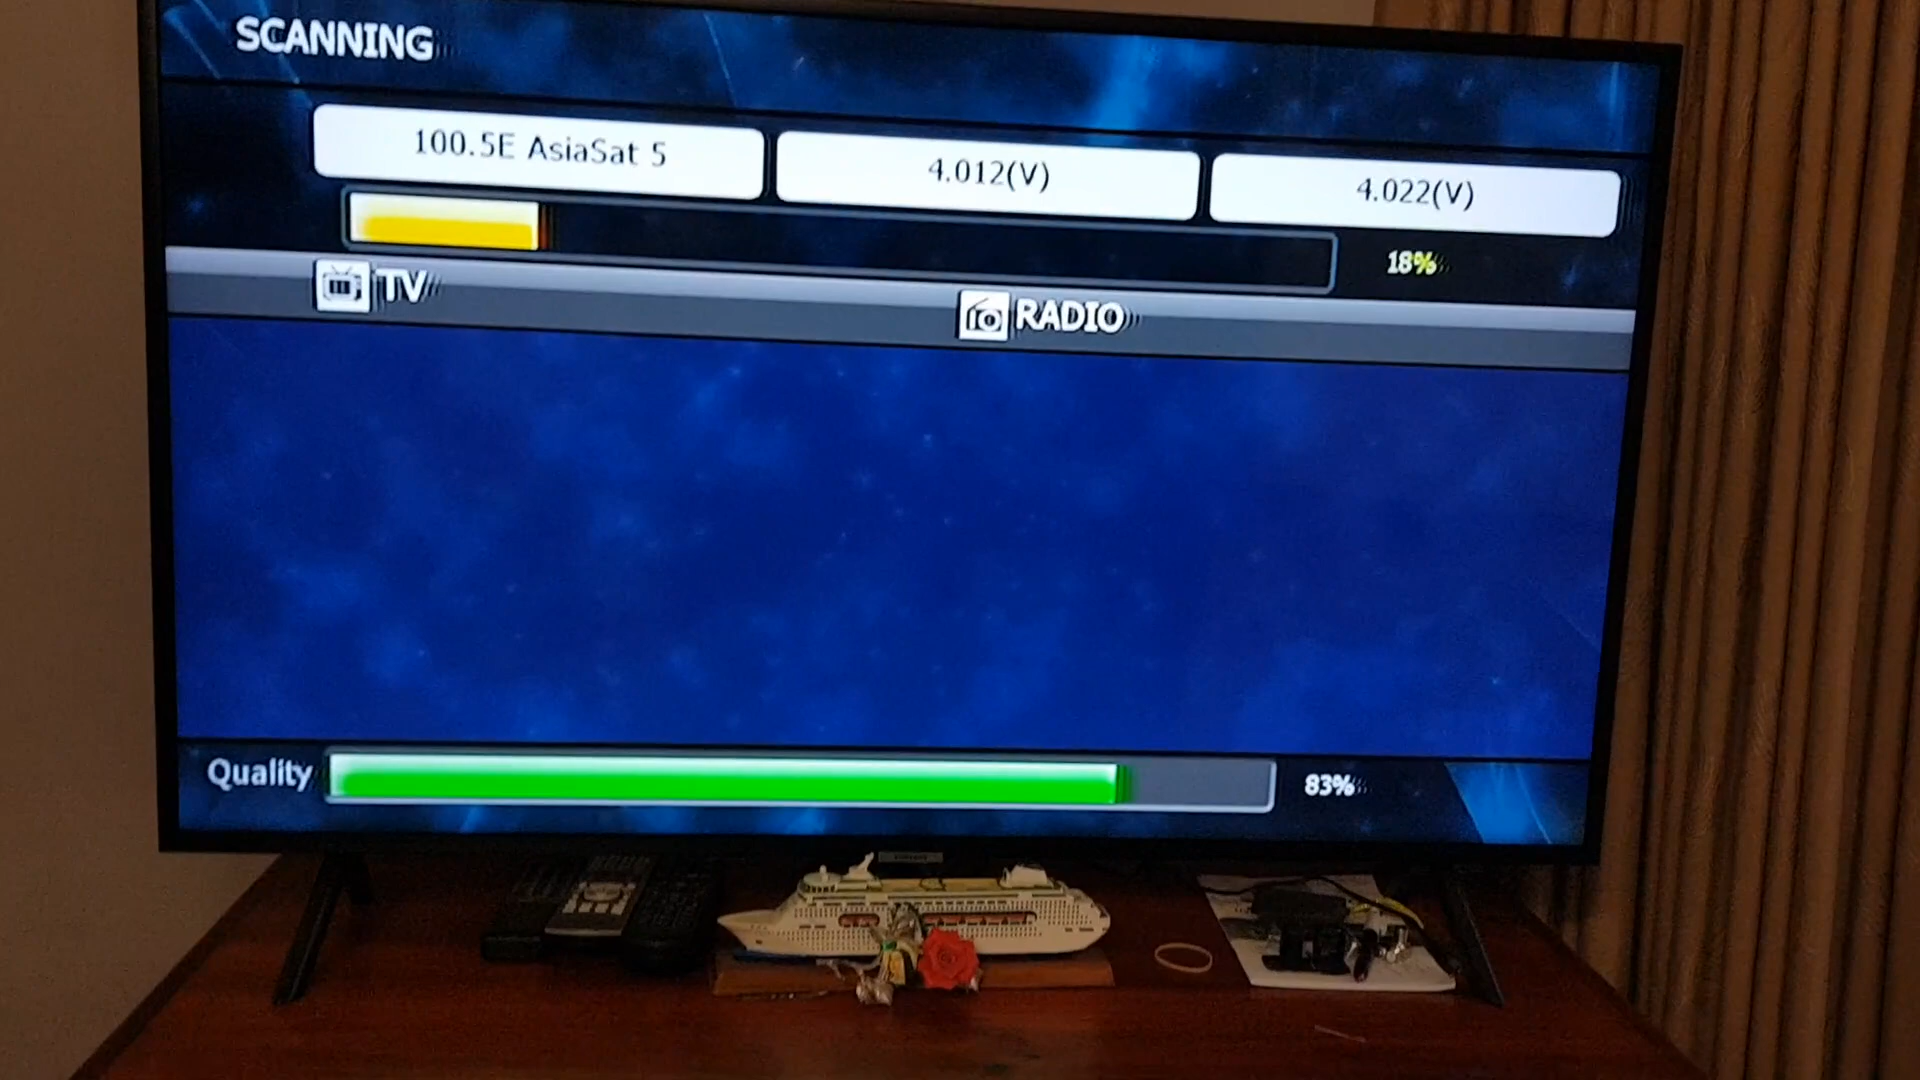 SCANNING
100.5E AsiaSat 5
4.012(V)
4.022(V)
18%
TV
RADIO
Quality
83%